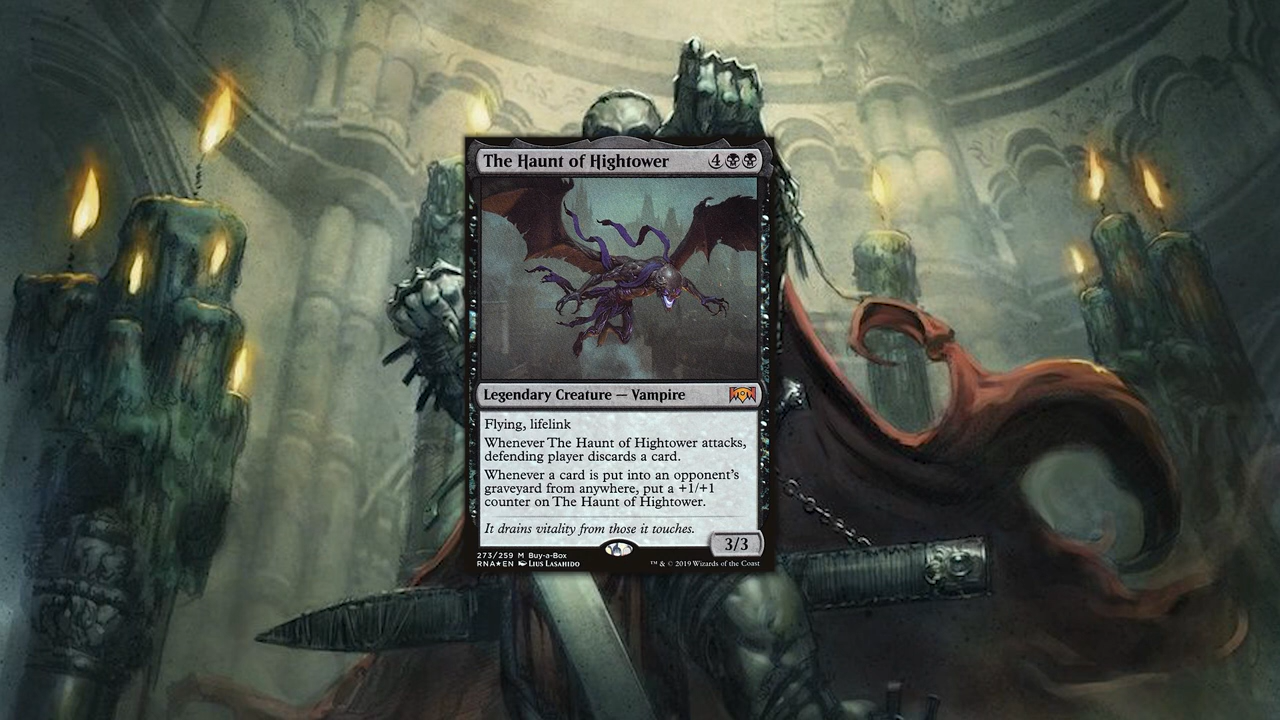 The Haunt of Hightower 4
Legendary Creature — Vampire
Flying, lifelink
Whenever The Haunt of Hightower attacks,
defending player discards a card.
Whenever a card is put into an opponent's
graveyard from anywhere, put a +1/+1
counter on The Haunt of Hightower.
It drains vitality from those it touches.
3/3
273/259 M Buy-a-Box
RNA★EN Lius Lasahido ™ & © 2019 Wizards of the Coast